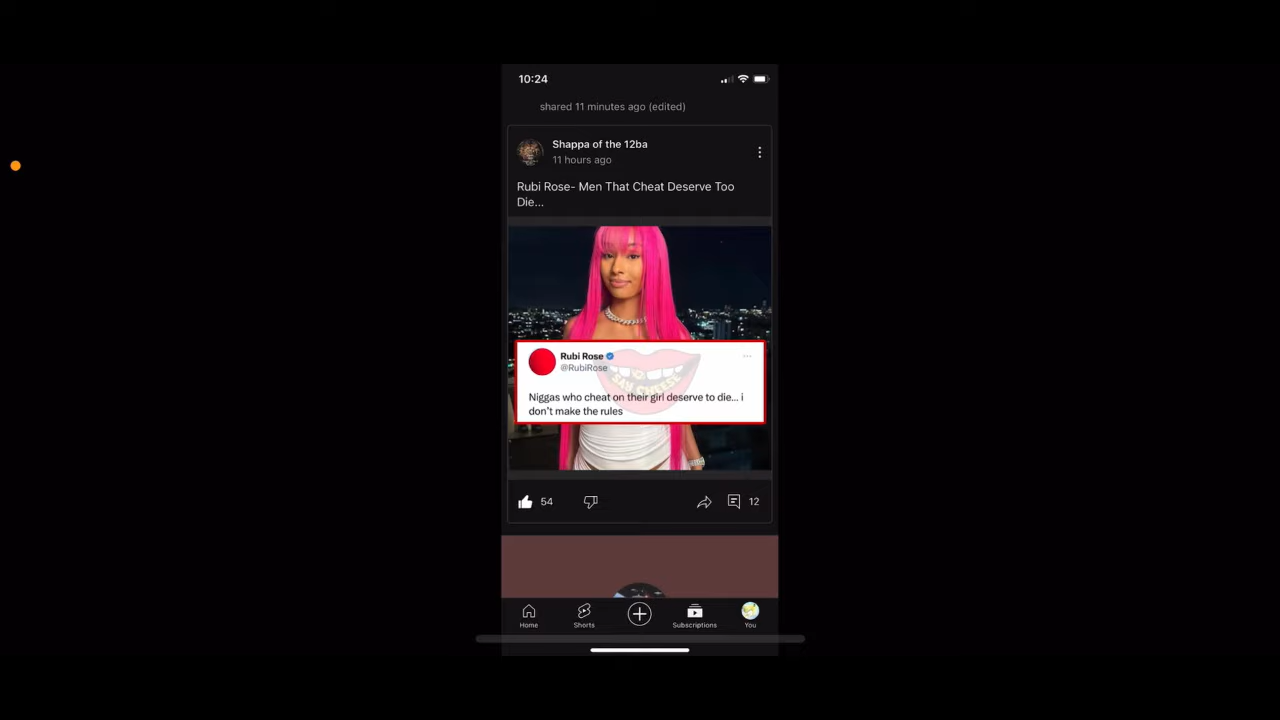 10:24
shared 11 minutes ago (edited)
Shappa of the 12ba
11 hours ago
Rubi Rose- Men That Cheat Deserve Too
Die...
Rubi Rose
@RubiRose
SAY CHEESE
Niggas who cheat on their girl deserve to die... i
don't make the rules
54
12
Home
Shorts
Subscriptions
You